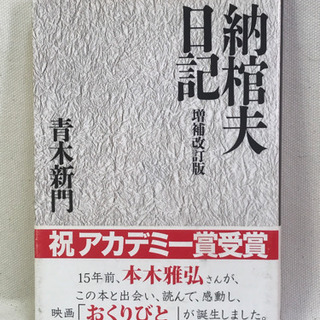 納棺夫
日記
増補改訂版
青木新門
祝アカデミー賞受賞
15年前、本木雅弘さんが、
この本と出会い、読んで、感動し、
映画「おくりびと」が誕生しました。